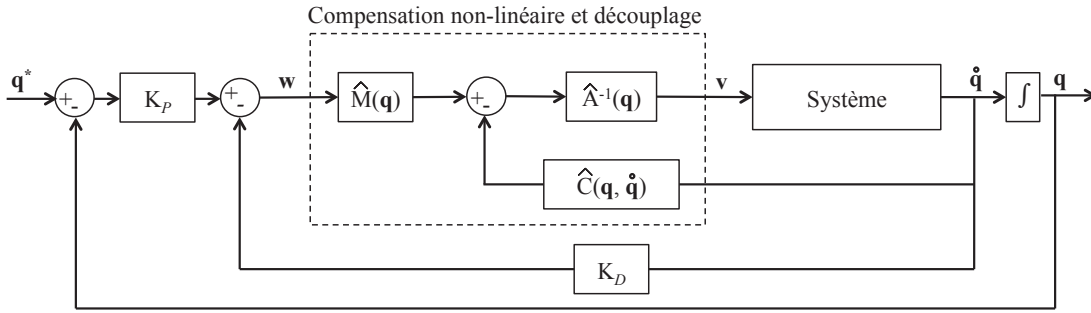 Compensation non-linéaire et découplage
q* + - K_P + - w M̂(q) + - Â⁻¹(q) v Système q̊ ∫ q
Ĉ(q, q̊)
K_D